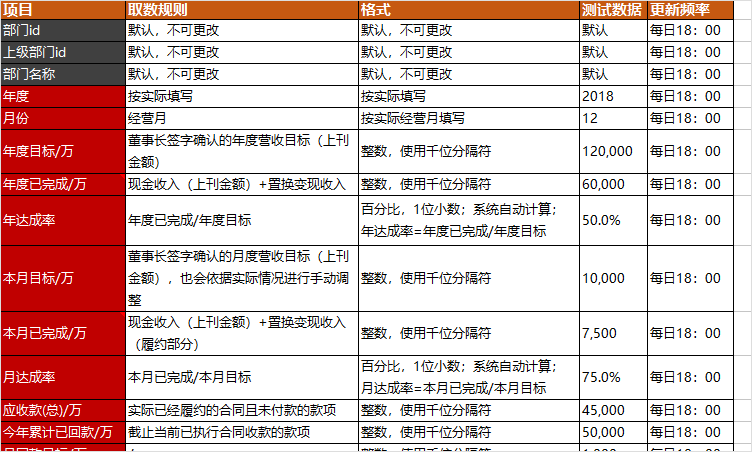 项目 取数规则 格式 测试数据 更新频率
部门id 默认，不可更改 默认，不可更改 默认 每日18：00
上级部门id 默认，不可更改 默认，不可更改 默认 每日18：00
部门名称 默认，不可更改 默认，不可更改 默认 每日18：00
年度 按实际填写 按实际填写 2018 每日18：00
月份 经营月 按实际经营月填写 12 每日18：00
年度目标/万 董事长签字确认的年度营收目标（上刊
金额） 整数，使用千位分隔符 120,000 每日18：00
年度已完成/万 现金收入（上刊金额）+置换变现收入 整数，使用千位分隔符 60,000 每日18：00
年达成率 年度已完成/年度目标 百分比，1位小数；系统自动计算；
年达成率=年度已完成/年度目标 50.0% 每日18：00
本月目标/万 董事长签字确认的月度营收目标（上刊
金额），也会依据实际情况进行手动调
整 整数，使用千位分隔符 10,000 每日18：00
本月已完成/万 现金收入（上刊金额）+置换变现收入
（履约部分） 整数，使用千位分隔符 7,500 每日18：00
月达成率 本月已完成/本月目标 百分比，1位小数；系统自动计算；
月达成率=本月已完成/本月目标 75.0% 每日18：00
应收款(总)/万 实际已经履约的合同且未付款的款项 整数，使用千位分隔符 45,000 每日18：00
今年累计已回款/万 截止当前已执行合同收款的款项 整数，使用千位分隔符 50,000 每日18：00